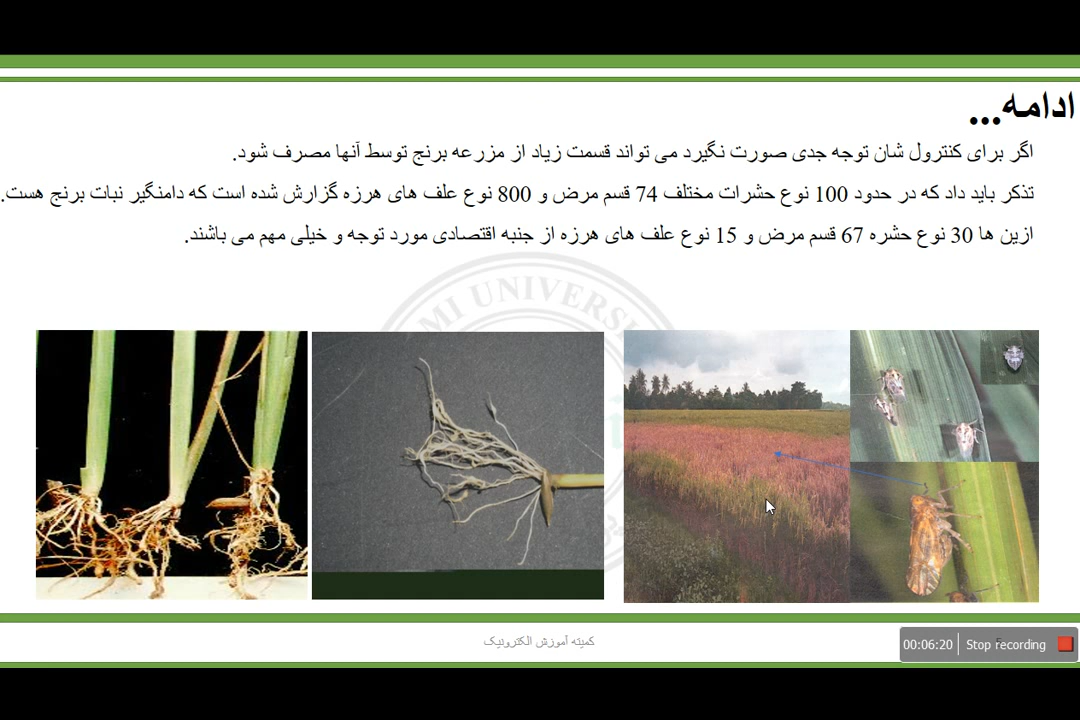 ادامه...
اگر برای کنترول شان توجه جدی صورت نگیرد می تواند قسمت زیاد از مزرعه برنج توسط آنها مصرف شود.
تذکر باید داد که در حدود 100 نوع حشرات مختلف 74 قسم مرض و 800 نوع علف های هرزه گزارش شده است که دامنگیر نبات برنج هست.
ازین ها 30 نوع حشره 67 قسم مرض و 15 نوع علف های هرزه از جنبه اقتصادی مورد توجه و خیلی مهم می باشند.
MI UNIVERSI
کمیته آموزش الکترونیک
00:06:20 Stop recording